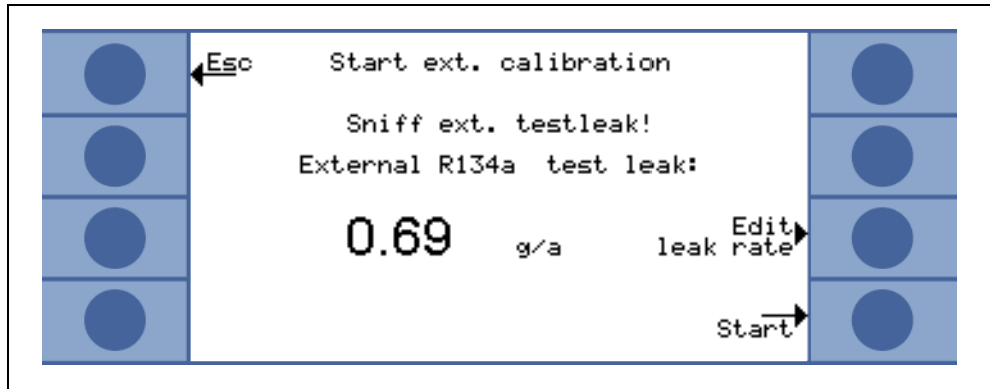 Esc Start ext. calibration
Sniff ext. testleak!
External R134a test leak:
0.69 g/a Edit
leak rate
Start